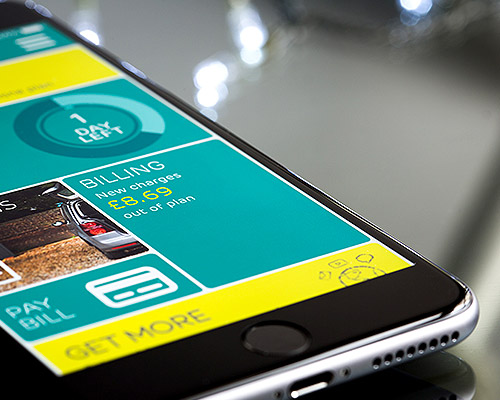 1
DAY
LEFT
BILLING
New charges
£8.69
out of plan
S
PAY
BILL
GET MORE